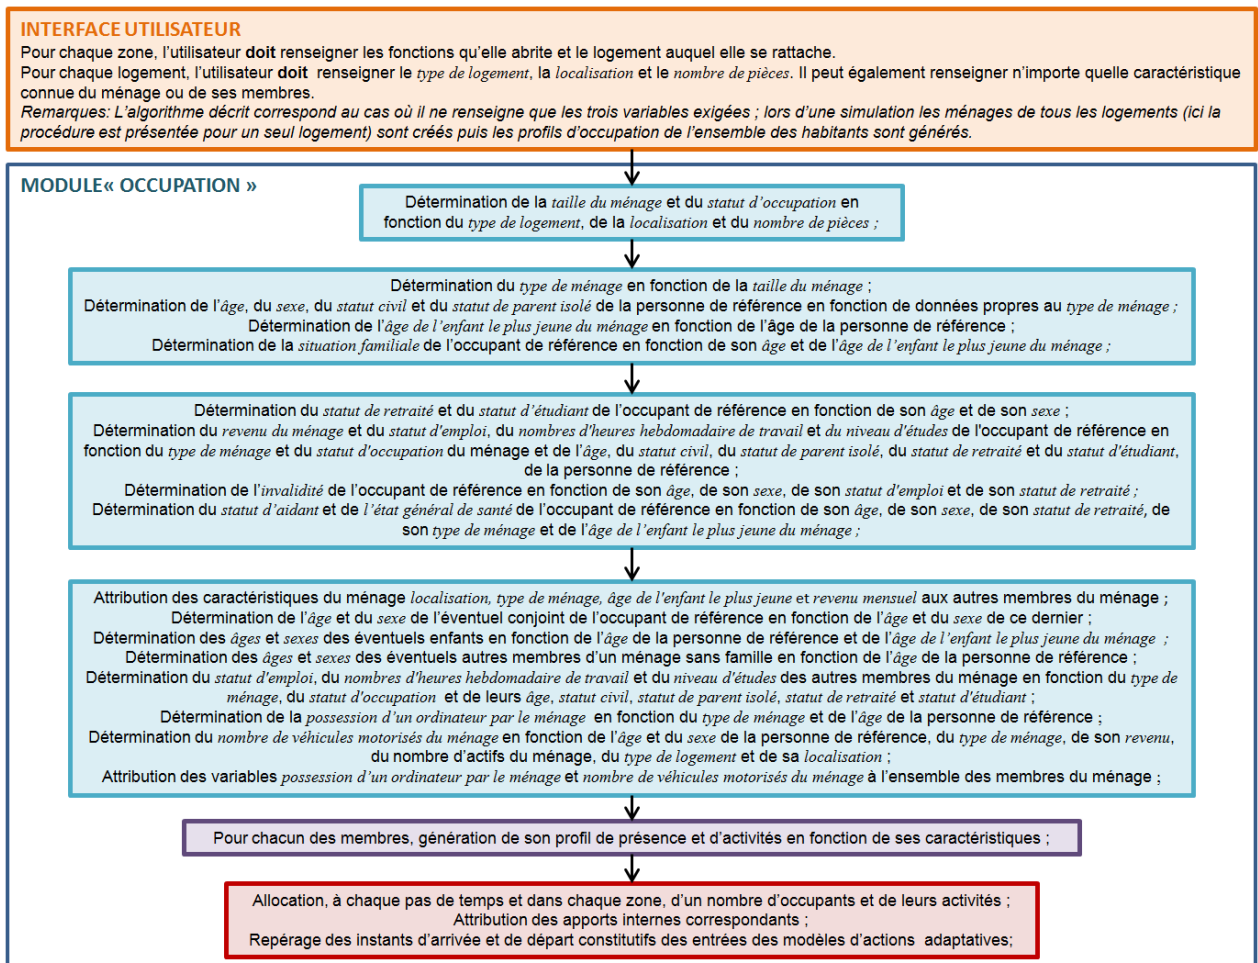 INTERFACE UTILISATEUR
Pour chaque zone, l'utilisateur doit renseigner les fonctions qu'elle abrite et le logement auquel elle se rattache.
Pour chaque logement, l'utilisateur doit renseigner le type de logement, la localisation et le nombre de pièces. Il peut également renseigner n'importe quelle caractéristique
connue du ménage ou de ses membres.
Remarques: L'algorithme décrit correspond au cas où il ne renseigne que les trois variables exigées ; lors d'une simulation les ménages de tous les logements (ici la
procédure est présentée pour un seul logement) sont créés puis les profils d'occupation de l'ensemble des habitants sont générés.
MODULE« OCCUPATION »
Détermination de la taille du ménage et du statut d'occupation en
fonction du type de logement, de la localisation et du nombre de pièces ;
Détermination du type de ménage en fonction de la taille du ménage ;
Détermination de l'âge, du sexe, du statut civil et du statut de parent isolé de la personne de référence en fonction de données propres au type de ménage ;
Détermination de l'âge de l'enfant le plus jeune du ménage en fonction de l'âge de la personne de référence ;
Détermination de la situation familiale de l'occupant de référence en fonction de son âge et de l'âge de l'enfant le plus jeune du ménage ;
Détermination du statut de retraité et du statut d'étudiant de l'occupant de référence en fonction de son âge et de son sexe ;
Détermination du revenu du ménage et du statut d'emploi, du nombres d'heures hebdomadaire de travail et du niveau d'études de l'occupant de référence en
fonction du type de ménage et du statut d'occupation du ménage et de l'âge, du statut civil, du statut de parent isolé, du statut de retraité et du statut d'étudiant,
de la personne de référence ;
Détermination de l'invalidité de l'occupant de référence en fonction de son âge, de son sexe, de son statut d'emploi et de son statut de retraité ;
Détermination du statut d'aidant et de l'état général de santé de l'occupant de référence en fonction de son âge, de son sexe, de son statut de retraité, de
son type de ménage et de l'âge de l'enfant le plus jeune du ménage ;
Attribution des caractéristiques du ménage localisation, type de ménage, âge de l'enfant le plus jeune et revenu mensuel aux autres membres du ménage ;
Détermination de l'âge et du sexe de l'éventuel conjoint de l'occupant de référence en fonction de l'âge et du sexe de ce dernier ;
Détermination des âges et sexes des éventuels enfants en fonction de l'âge de la personne de référence et de l'âge de l'enfant le plus jeune du ménage ;
Détermination des âges et sexes des éventuels autres membres d'un ménage sans famille en fonction de l'âge de la personne de référence ;
Détermination du statut d'emploi, du nombres d'heures hebdomadaire de travail et du niveau d'études des autres membres du ménage en fonction du type de
ménage, du statut d'occupation et de leurs âge, statut civil, statut de parent isolé, statut de retraité et statut d'étudiant ;
Détermination de la possession d'un ordinateur par le ménage en fonction du type de ménage et de l'âge de la personne de référence ;
Détermination du nombre de véhicules motorisés du ménage en fonction de l'âge et du sexe de la personne de référence, du type de ménage, de son revenu,
du nombre d'actifs du ménage, du type de logement et de sa localisation ;
Attribution des variables possession d'un ordinateur par le ménage et nombre de véhicules motorisés du ménage à l'ensemble des membres du ménage ;
Pour chacun des membres, génération de son profil de présence et d'activités en fonction de ses caractéristiques ;
Allocation, à chaque pas de temps et dans chaque zone, d'un nombre d'occupants et de leurs activités ;
Attribution des apports internes correspondants ;
Repérage des instants d'arrivée et de départ constitutifs des entrées des modèles d'actions adaptatives;